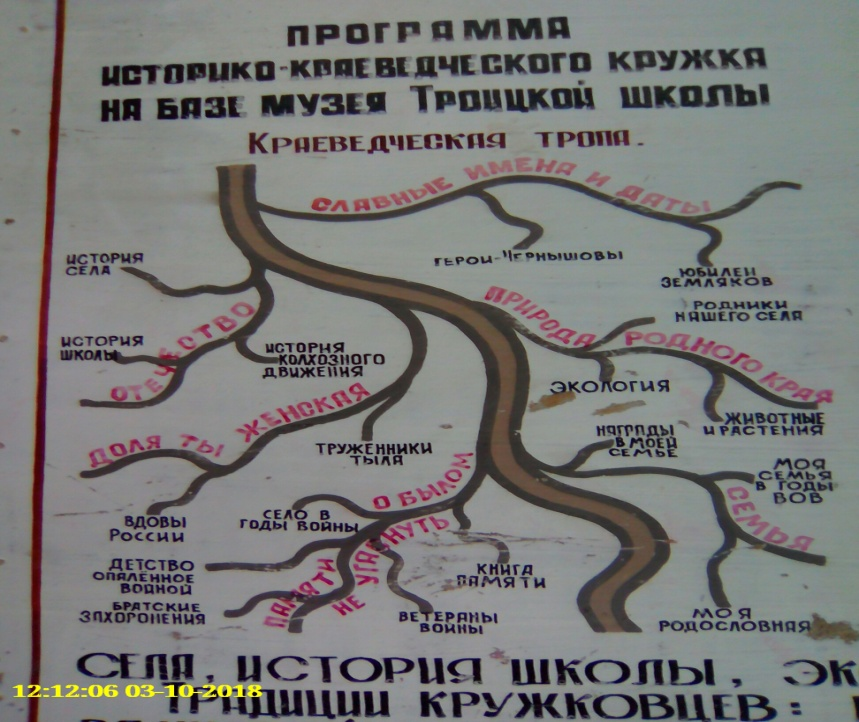 ПРОГРАММА
ИСТОРИКО-КРАЕВЕДЧЕСКОГО КРУЖКА
НА БАЗЕ МУЗЕЯ ТРОИЦКОЙ ШКОЛЫ
КРАЕВЕДЧЕСКАЯ ТРОПА.
СЛАВНЫЕ ИМЕНА И ДАТЫ
ГЕРОИ-ЧЕРНЫШОВЫ
ЮБИЛЕИ
ЗЕМЛЯКОВ
ИСТОРИЯ
СЕЛА
ИСТОРИЯ
ШКОЛЫ
ОТЕЧЕСТВО
ИСТОРИЯ
КОЛХОЗНОГО
ДВИЖЕНИЯ
ПРИРОДА РОДНОГО КРАЯ
РОДНИКИ
НАШЕГО СЕЛА
ЭКОЛОГИЯ
ЖИВОТНЫЕ
И РАСТЕНИЯ
ДОЛЯ ТЫ ЖЕНСКАЯ
ТРУЖЕННИКИ
ТЫЛА
ВДОВЫ
РОССИИ
НАГРАДЫ
В МОЕЙ
СЕМЬЕ
МОЯ
СЕМЬЯ
В ГОДЫ
ВОВ
СЕМЬЯ
МОЯ
РОДОСЛОВНАЯ
О БЫЛОМ
ПАМЯТИ
НЕ УГАСНУТЬ
СЕЛО В
ГОДЫ ВОЙНЫ
ДЕТСТВО
ОПАЛЕННОЕ
ВОЙНОЙ
БРАТСКИЕ
ЗАХОРОНЕНИЯ
КНИГА
ПАМЯТИ
ВЕТЕРАНЫ
ВОЙНЫ
СЕЛА, ИСТОРИЯ ШКОЛЫ, ЭК
ТРАДИЦИИ КРУЖКОВЦЕВ:
12:12:06 03-10-2018